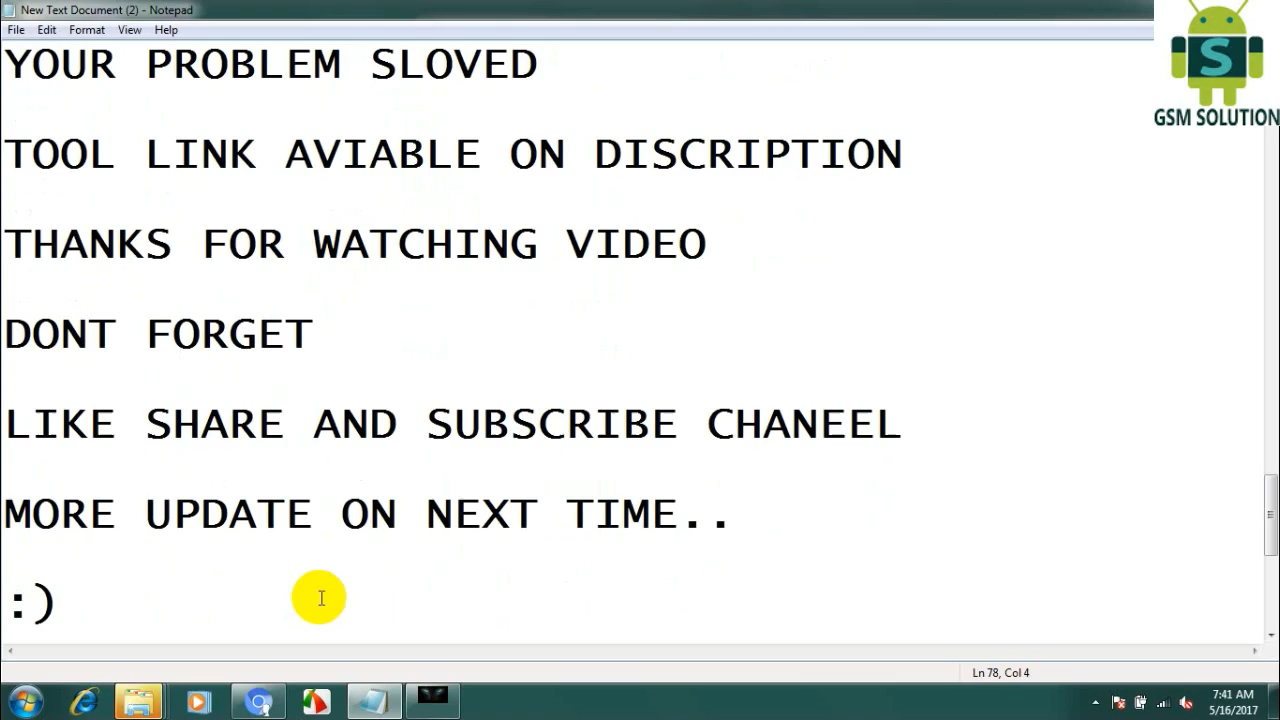 New Text Document (2) - Notepad
File Edit Format View Help
YOUR PROBLEM SLOVED
TOOL LINK AVIABLE ON DISCRIPTION
THANKS FOR WATCHING VIDEO
DONT FORGET
LIKE SHARE AND SUBSCRIBE CHANEEL
MORE UPDATE ON NEXT TIME..
:)
S
GSM SOLUTION
Ln 78, Col 4
7:41 AM
5/16/2017